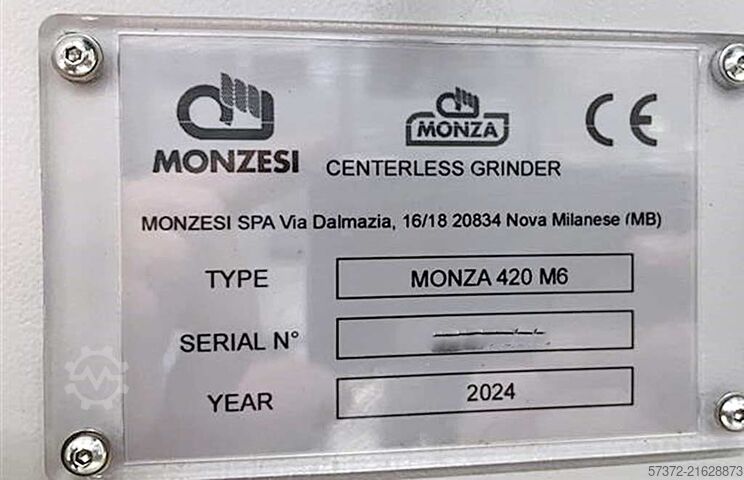 MONZESI
MONZA
CE
CENTERLESS GRINDER
MONZESI SPA Via Dalmazia, 16/18 20834 Nova Milanese (MB)
TYPE MONZA 420 M6
SERIAL N°
YEAR 2024
57372-21628873